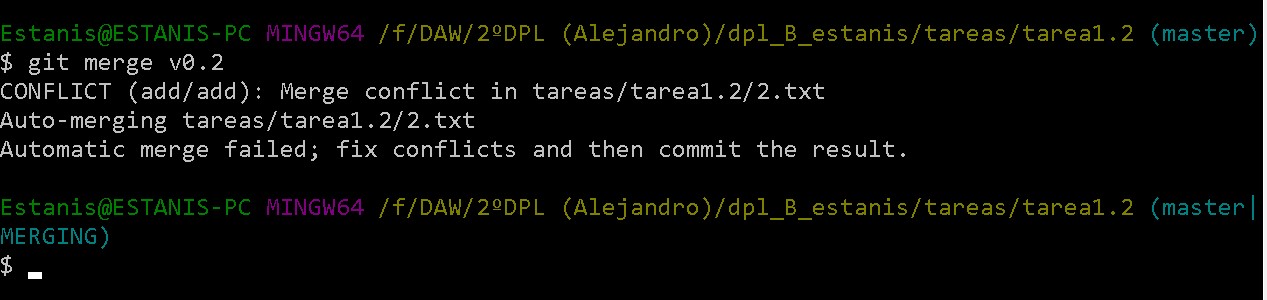 Estanis@ESTANIS-PC MINGW64 /f/DAW/2ºDPL (Alejandro)/dpl_B_estanis/tareas/tarea1.2 (master)
$ git merge v0.2
CONFLICT (add/add): Merge conflict in tareas/tarea1.2/2.txt
Auto-merging tareas/tarea1.2/2.txt
Automatic merge failed; fix conflicts and then commit the result.
Estanis@ESTANIS-PC MINGW64 /f/DAW/2ºDPL (Alejandro)/dpl_B_estanis/tareas/tarea1.2 (master|
MERGING)
$